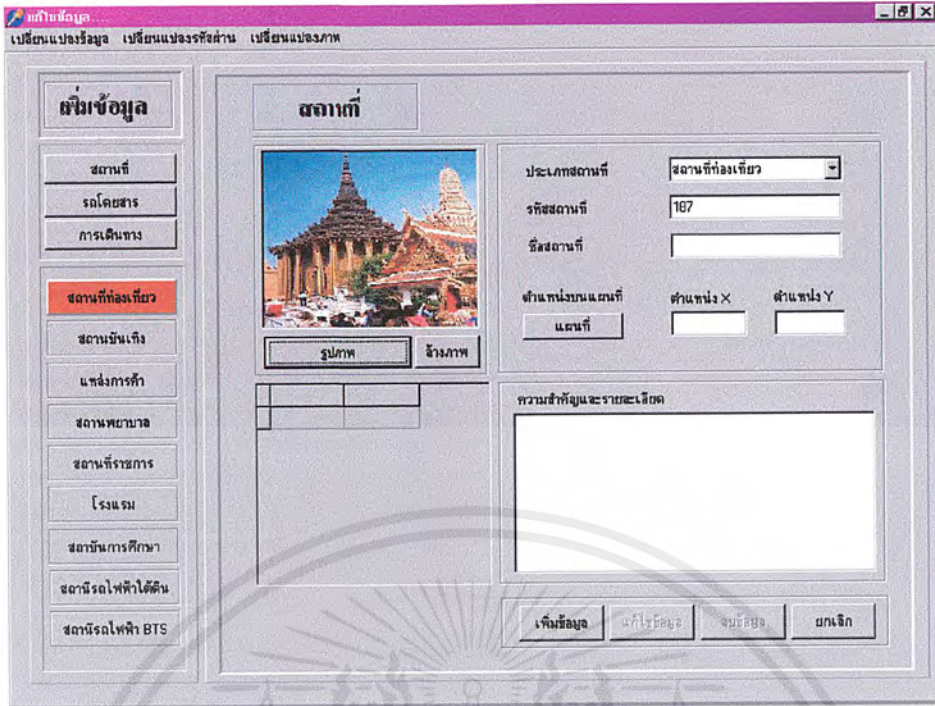 แก้ไขข้อมูล....
เปลี่ยนแปลงข้อมูล เปลี่ยนแปลงรหัสผ่าน เปลี่ยนแปลงภาพ
เพิ่มข้อมูล
สถานที่
รถโดยสาร
การเดินทาง
สถานที่ท่องเที่ยว
สถานบันเทิง
แหล่งการค้า
สถานพยาบาล
สถานที่ราชการ
โรงแรม
สถาบันการศึกษา
สถานีรถไฟฟ้าใต้ดิน
สถานีรถไฟฟ้า BTS
สถานที่
รูปภาพ ล้างภาพ
ประเภทสถานที่ สถานที่ท่องเที่ยว
รหัสสถานที่ 187
ชื่อสถานที่
ตำแหน่งบนแผนที่ ตำแหน่ง X ตำแหน่ง Y
แผนที่
ความสำคัญและรายละเอียด
เพิ่มข้อมูล แก้ไขข้อมูล ลบข้อมูล ยกเลิก